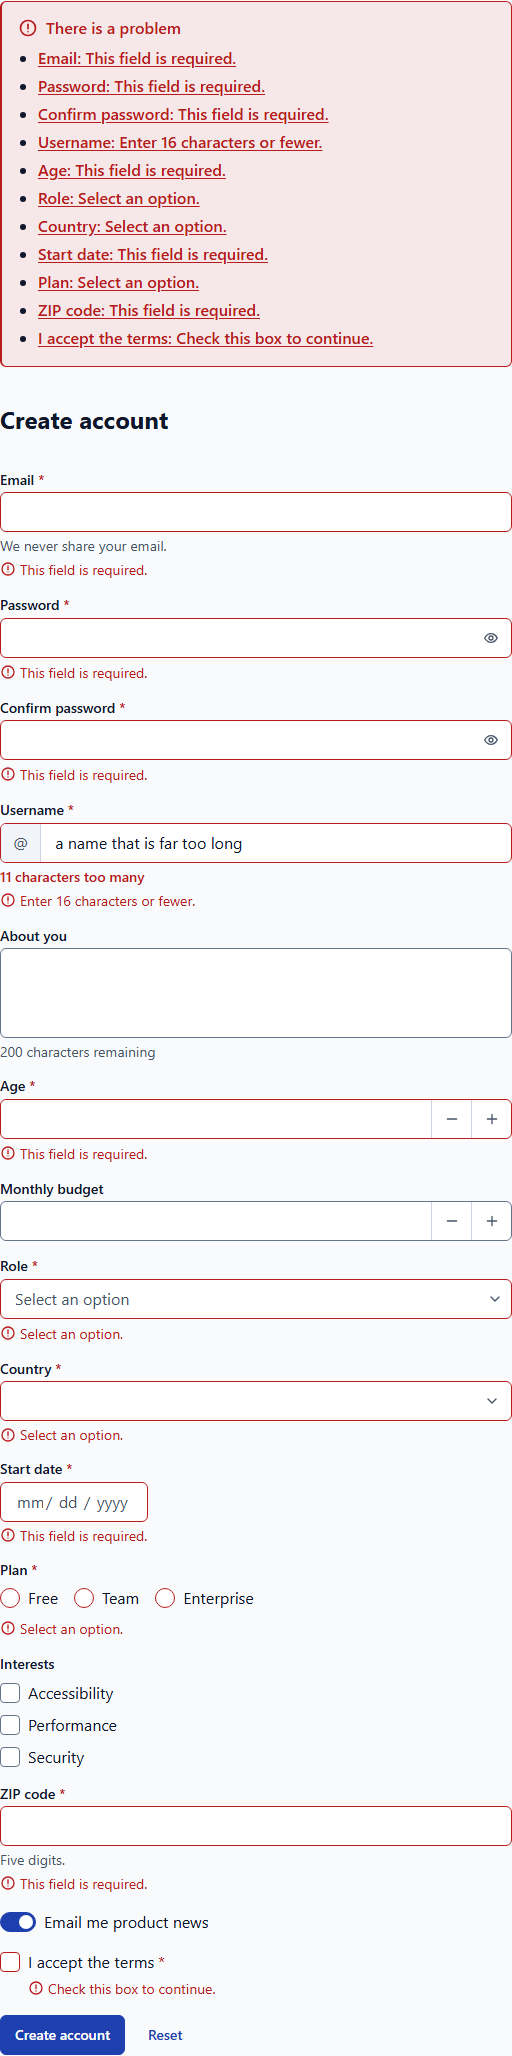 There is a problem
Email: This field is required.
Password: This field is required.
Confirm password: This field is required.
Username: Enter 16 characters or fewer.
Age: This field is required.
Role: Select an option.
Country: Select an option.
Start date: This field is required.
Plan: Select an option.
ZIP code: This field is required.
I accept the terms: Check this box to continue.
Create account
Email *
We never share your email.
This field is required.
Password *
This field is required.
Confirm password *
This field is required.
Username *
@ a name that is far too long
11 characters too many
Enter 16 characters or fewer.
About you
200 characters remaining
Age *
This field is required.
Monthly budget
Role *
Select an option
Select an option.
Country *
Select an option.
Start date *
mm/ dd / yyyy
This field is required.
Plan *
Free Team Enterprise
Select an option.
Interests
Accessibility
Performance
Security
ZIP code *
Five digits.
This field is required.
Email me product news
I accept the terms *
Check this box to continue.
Create account Reset